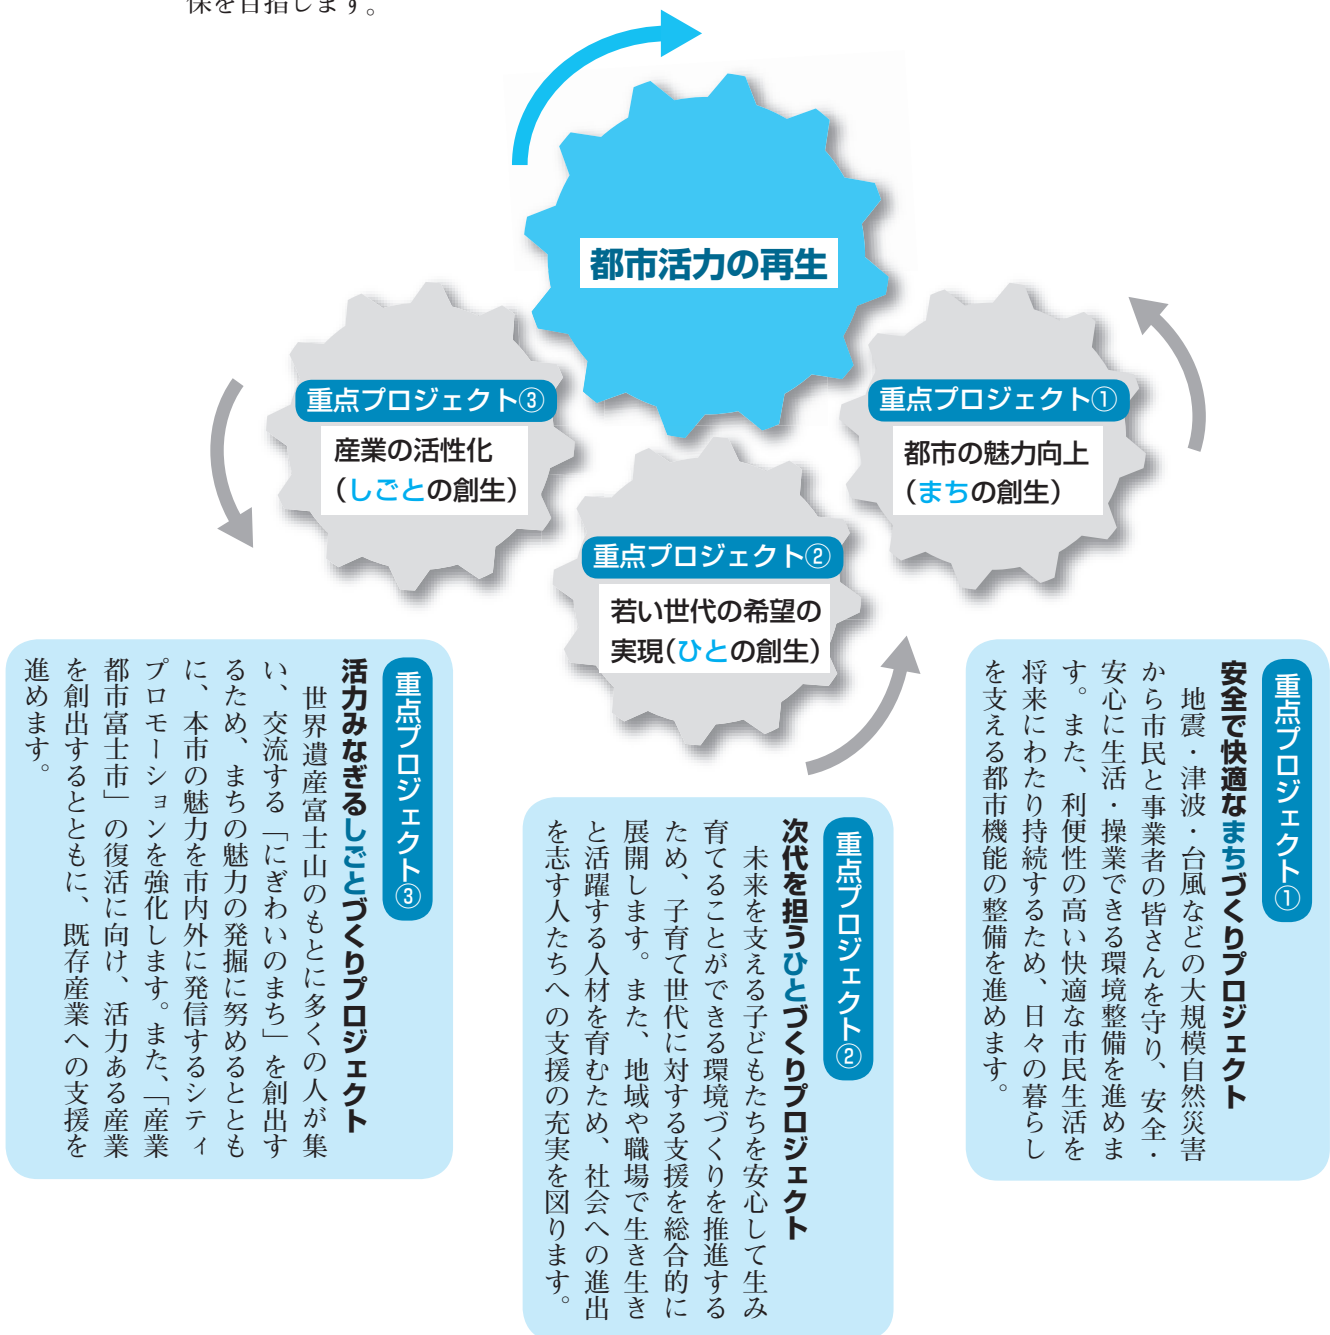 保を目指します。
都市活力の再生
重点プロジェクト③
産業の活性化
（しごとの創生）
重点プロジェクト①
都市の魅力向上
（まちの創生）
重点プロジェクト②
若い世代の希望の
実現（ひとの創生）
重点プロジェクト①
安全で快適なまちづくりプロジェクト
地震・津波・台風などの大規模自然災害
から市民と事業者の皆さんを守り、安全・
安心に生活・操業できる環境整備を進めま
す。また、利便性の高い快適な市民生活を
将来にわたり持続するため、日々の暮らし
を支える都市機能の整備を進めます。
重点プロジェクト②
次代を担うひとづくりプロジェクト
未来を支える子どもたちを安心して生み
育てることができる環境づくりを推進する
ため、子育て世代に対する支援を総合的に
展開します。また、地域や職場で生き生き
と活躍する人材を育むため、社会への進出
を志す人たちへの支援の充実を図ります。
重点プロジェクト③
活力みなぎるしごとづくりプロジェクト
世界遺産富士山のもとに多くの人が集
い、交流する「にぎわいのまち」を創出す
るため、まちの魅力の発掘に努めるととも
に、本市の魅力を市内外に発信するシティ
プロモーションを強化します。また、「産業
都市富士市」の復活に向け、活力ある産業
を創出するとともに、既存産業への支援を
進めます。